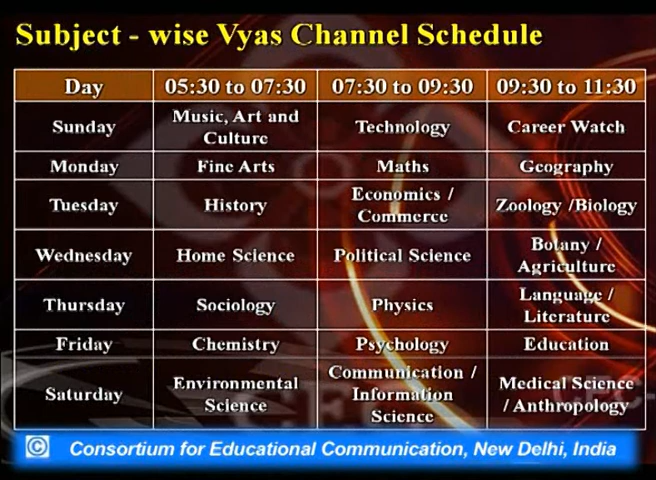 Subject - wise Vyas Channel Schedule
Day 05:30 to 07:30 07:30 to 09:30 09:30 to 11:30
Sunday Music, Art and Culture Technology Career Watch
Monday Fine Arts Maths Geography
Tuesday History Economics / Commerce Zoology /Biology
Wednesday Home Science Political Science Botany / Agriculture
Thursday Sociology Physics Language / Literature
Friday Chemistry Psychology Education
Saturday Environmental Science Communication / Information Science Medical Science / Anthropology
© Consortium for Educational Communication, New Delhi, India